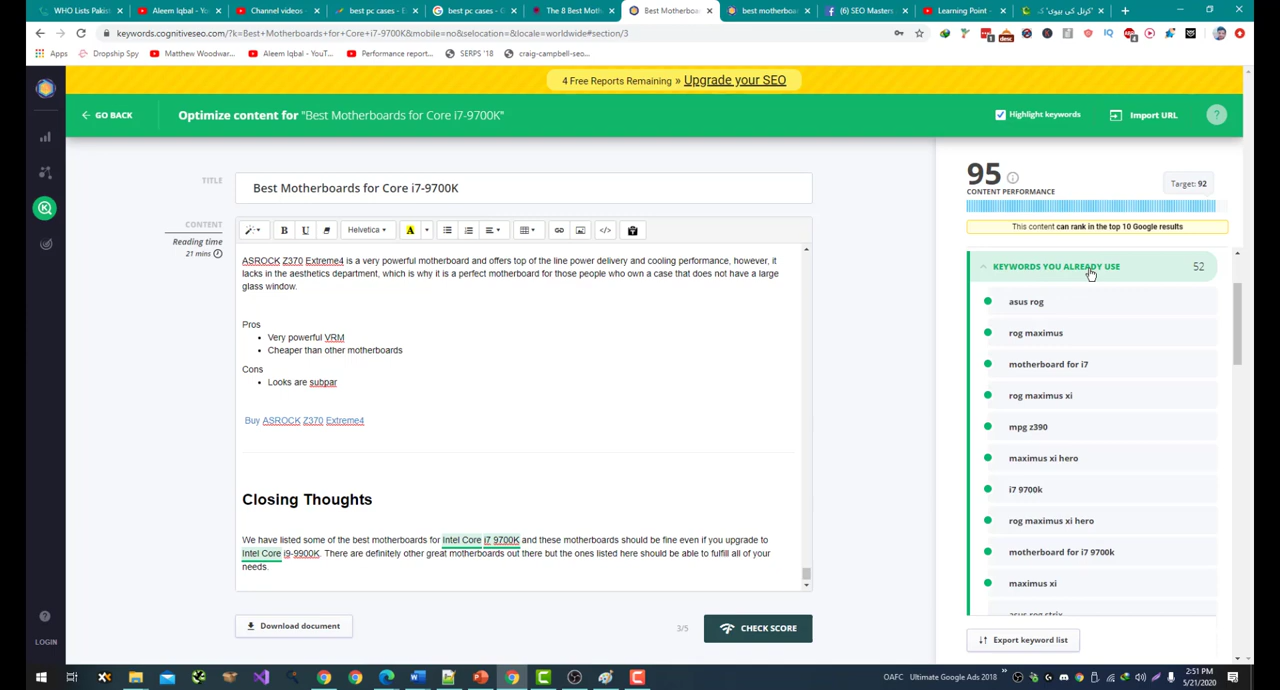 WHO Lists Pakist
Aleem Iqbal - Yo
Channel videos -
best pc cases - E
best pc cases - G
The 8 Best Moth
Best Motherboar
best motherboar
(6) SEO Masters
Learning Point -
keywords.cognitiveseo.com/?k=Best+Motherboards+for+Core+i7-9700K&mobile=no&selocation=&locale=worldwide#section/3
Apps
Dropship Spy
Matthew Woodwar...
Aleem Iqbal - YouT...
Performance report...
SERPS '18
craig-campbell-seo...
4 Free Reports Remaining » Upgrade your SEO
GO BACK
Optimize content for "Best Motherboards for Core i7-9700K"
Highlight keywords
Import URL
?
TITLE
Best Motherboards for Core i7-9700K
95
CONTENT PERFORMANCE
Target: 92
This content can rank in the top 10 Google results
CONTENT
Reading time
21 mins
B
U
Helvetica
A
</>
ASROCK Z370 Extreme4 is a very powerful motherboard and offers top of the line power delivery and cooling performance, however, it
lacks in the aesthetics department, which is why it is a perfect motherboard for those people who own a case that does not have a large
glass window.
Pros
Very powerful VRM
Cheaper than other motherboards
Cons
Looks are subpar
Buy ASROCK Z370 Extreme4
Closing Thoughts
We have listed some of the best motherboards for Intel Core i7 9700K and these motherboards should be fine even if you upgrade to
Intel Core i9-9900K. There are definitely other great motherboards out there but the ones listed here should be able to fulfill all of your
needs.
KEYWORDS YOU ALREADY USE 52
asus rog
rog maximus
motherboard for i7
rog maximus xi
mpg z390
maximus xi hero
i7 9700k
rog maximus xi hero
motherboard for i7 9700k
maximus xi
asus rog strix
Download document
3/5
CHECK SCORE
Export keyword list
LOGIN
OAFC Ultimate Google Ads 2018
2:51 PM
5/21/2020